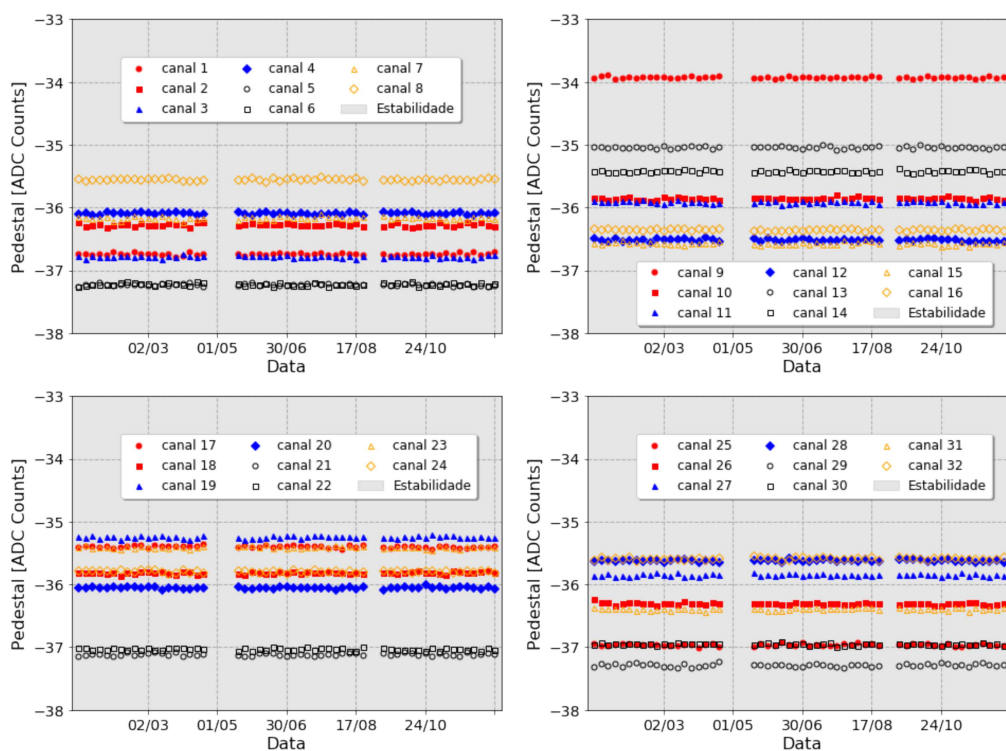 −33
−34
−35
−36
−37
−38
Pedestal [ADC Counts]
canal 1 canal 4 canal 7
canal 2 canal 5 canal 8
canal 3 canal 6 Estabilidade
02/03 01/05 30/06 17/08 24/10
Data
−33
−34
−35
−36
−37
−38
Pedestal [ADC Counts]
canal 9 canal 12 canal 15
canal 10 canal 13 canal 16
canal 11 canal 14 Estabilidade
02/03 01/05 30/06 17/08 24/10
Data
−33
−34
−35
−36
−37
−38
Pedestal [ADC Counts]
canal 17 canal 20 canal 23
canal 18 canal 21 canal 24
canal 19 canal 22 Estabilidade
02/03 01/05 30/06 17/08 24/10
Data
−33
−34
−35
−36
−37
−38
Pedestal [ADC Counts]
canal 25 canal 28 canal 31
canal 26 canal 29 canal 32
canal 27 canal 30 Estabilidade
02/03 01/05 30/06 17/08 24/10
Data